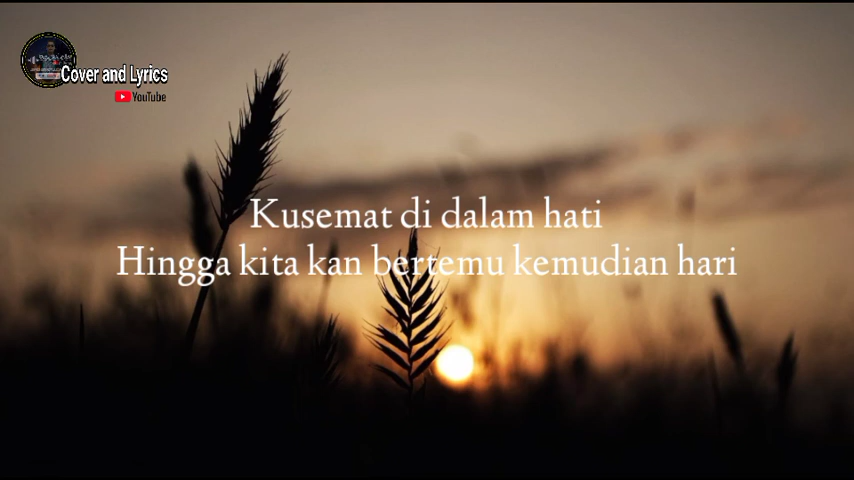 Cover and Lyrics
YouTube
Kusemat di dalam hati
Hingga kita kan bertemu kemudian hari